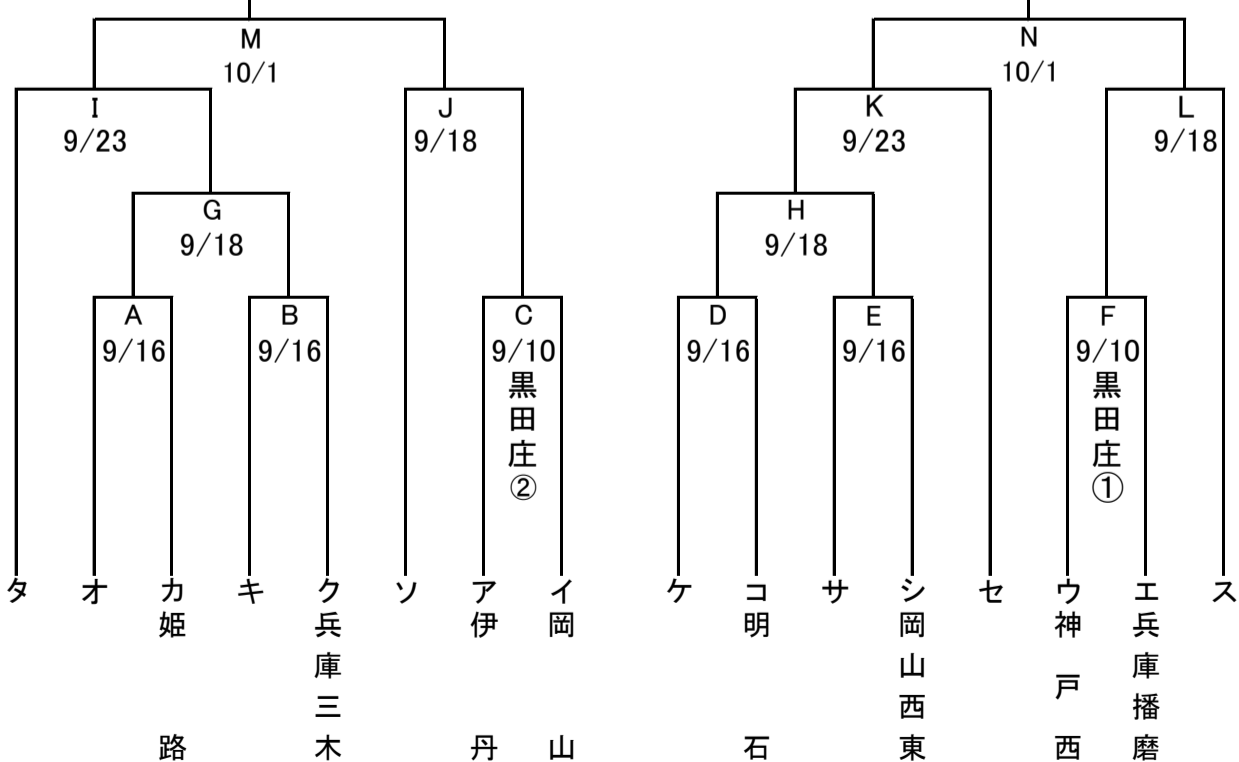 M
10/1
N
10/1
I
9/23
J
9/18
K
9/23
L
9/18
G
9/18
H
9/18
A
9/16
B
9/16
C
9/10
黒田庄②
D
9/16
E
9/16
F
9/10
黒田庄①
タ
オ
カ姫路
キ
ク兵庫三木
ソ
ア伊丹
イ岡山
ケ
コ明石
サ
シ岡山西東
セ
ウ神戸西
エ兵庫播磨
ス